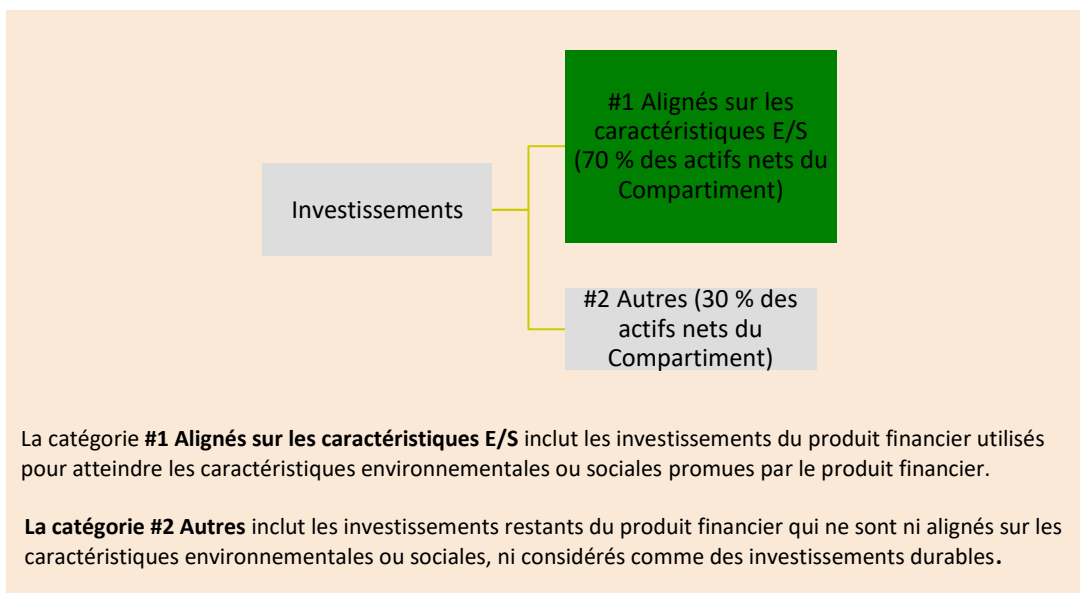 #1 Alignés sur les
caractéristiques E/S
(70 % des actifs nets du
Compartiment)
Investissements
#2 Autres (30 % des
actifs nets du
Compartiment)
La catégorie #1 Alignés sur les caractéristiques E/S inclut les investissements du produit financier utilisés
pour atteindre les caractéristiques environnementales ou sociales promues par le produit financier.
La catégorie #2 Autres inclut les investissements restants du produit financier qui ne sont ni alignés sur les
caractéristiques environnementales ou sociales, ni considérés comme des investissements durables.